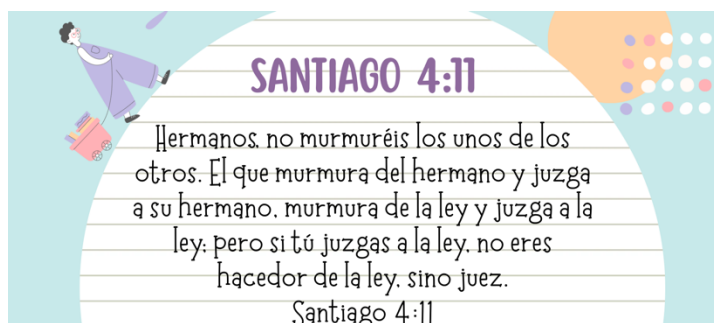 SANTIAGO 4:11
Hermanos, no murmuréis los unos de los
otros. El que murmura del hermano y juzga
a su hermano, murmura de la ley y juzga a la
ley; pero si tú juzgas a la ley, no eres
hacedor de la ley, sino juez.
Santiago 4:11